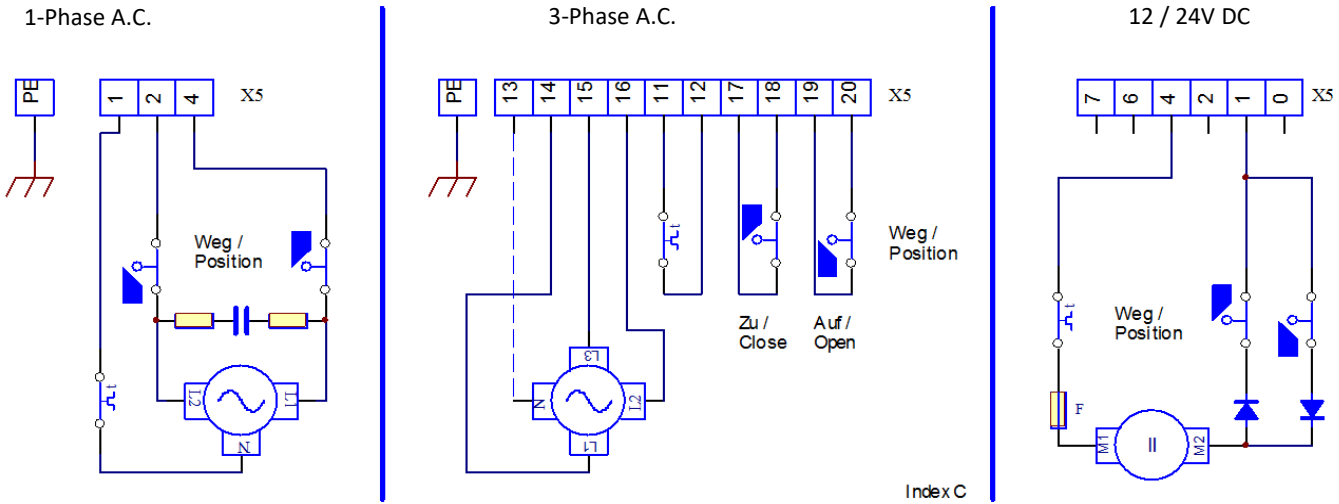 1-Phase A.C.
PE
1 2 4 X5
Weg /
Position
t
L2 L1
N
3-Phase A.C.
PE
13 14 15 16 11 12 17 18 19 20 X5
t
Weg /
Position
Zu /
Close
Auf /
Open
L3
N L2
L1
Index C
12 / 24V DC
7 6 4 2 1 0 X5
t
Weg /
Position
F
M1 II M2